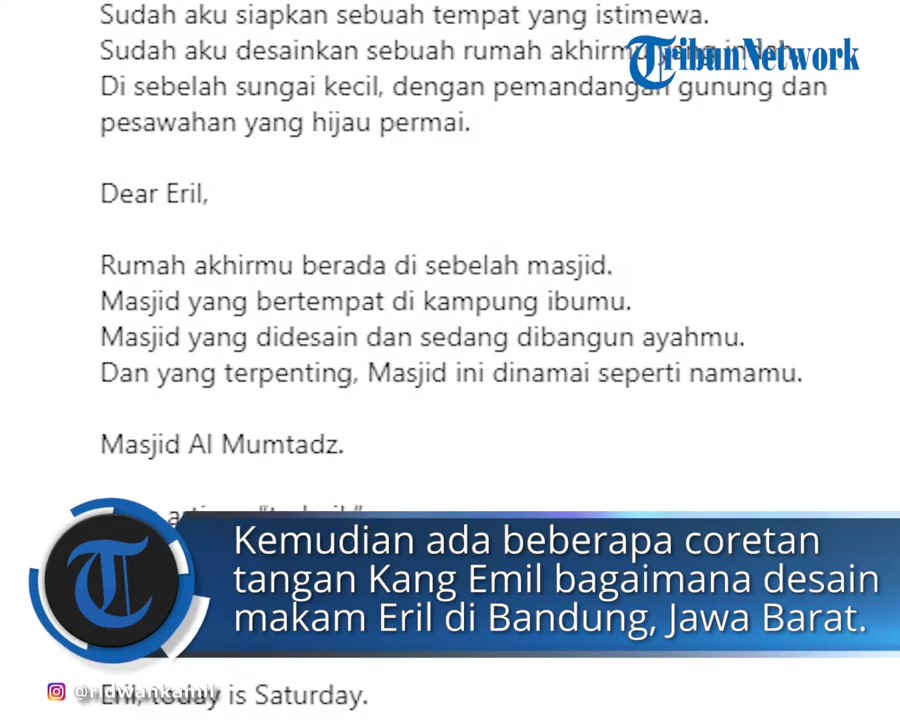 Sudah aku siapkan sebuah tempat yang istimewa.
Sudah aku desainkan sebuah rumah akhirmu yang indah.
TribunNetwork
Di sebelah sungai kecil, dengan pemandangan gunung dan
pesawahan yang hijau permai.
Dear Eril,
Rumah akhirmu berada di sebelah masjid.
Masjid yang bertempat di kampung ibumu.
Masjid yang didesain dan sedang dibangun ayahmu.
Dan yang terpenting, Masjid ini dinamai seperti namamu.
Masjid Al Mumtadz.
Kemudian ada beberapa coretan
tangan Kang Emil bagaimana desain
makam Eril di Bandung, Jawa Barat.
T
@ridwankamil
Eril, today is Saturday.